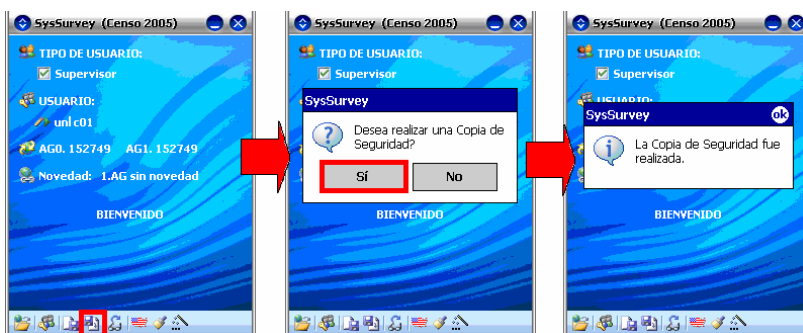 SysSurvey (Censo 2005)
TIPO DE USUARIO:
Supervisor
USUARIO:
unl c01
AG0. 152749 AG1. 152749
Novedad: 1.AG sin novedad
BIENVENIDO
SysSurvey (Censo 2005)
TIPO DE USUARIO:
Supervisor
SysSurvey
Desea realizar una Copia de
Seguridad?
Sí No
BIENVENIDO
SysSurvey (Censo 2005)
TIPO DE USUARIO:
Supervisor
USUARIO:
SysSurvey ok
La Copia de Seguridad fue
realizada.
BIENVENIDO